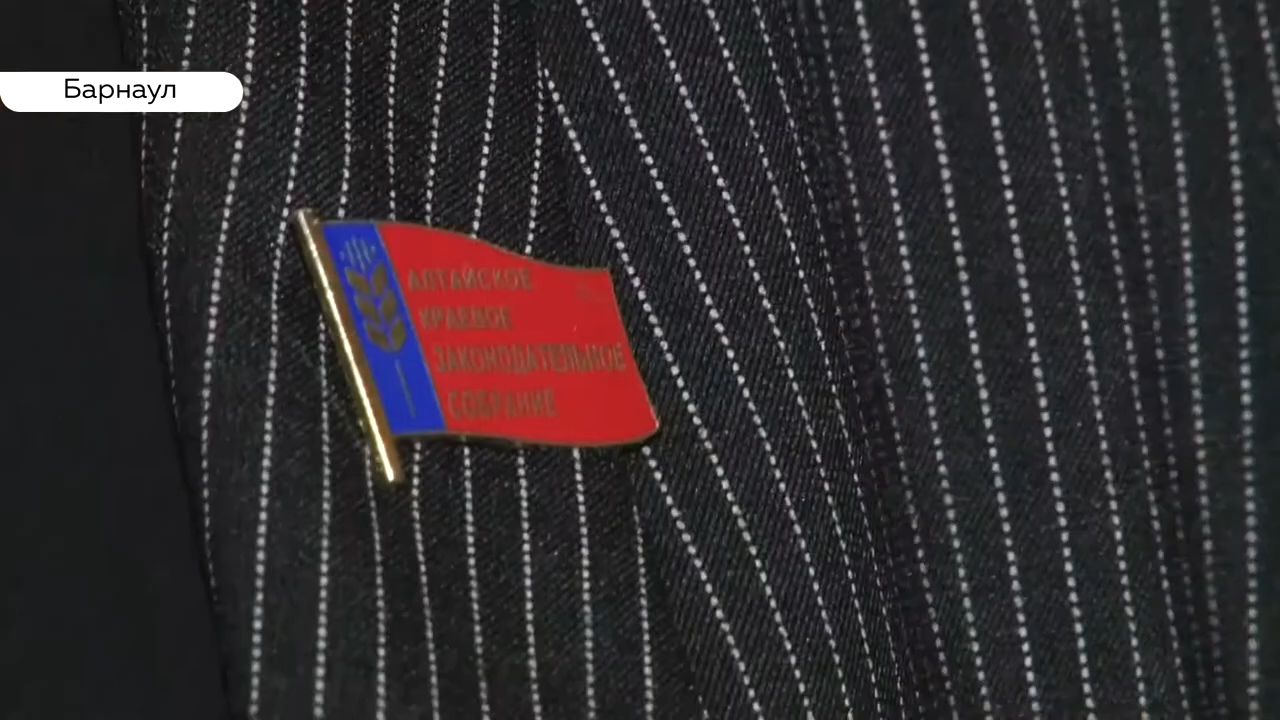 Барнаул
АЛТАЙСКОЕ
КРАЕВОЕ
ЗАКОНОДАТЕЛЬНОЕ
СОБРАНИЕ